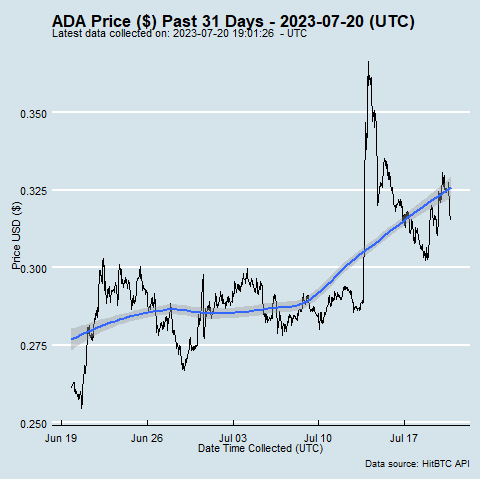 ADA Price ($) Past 31 Days - 2023-07-20 (UTC)
Latest data collected on: 2023-07-20 19:01:26  - UTC
0.350
0.325
0.300
0.275
0.250
Price USD ($)
Jun 19
Jun 26
Jul 03
Jul 10
Jul 17
Date Time Collected (UTC)
Data source: HitBTC API